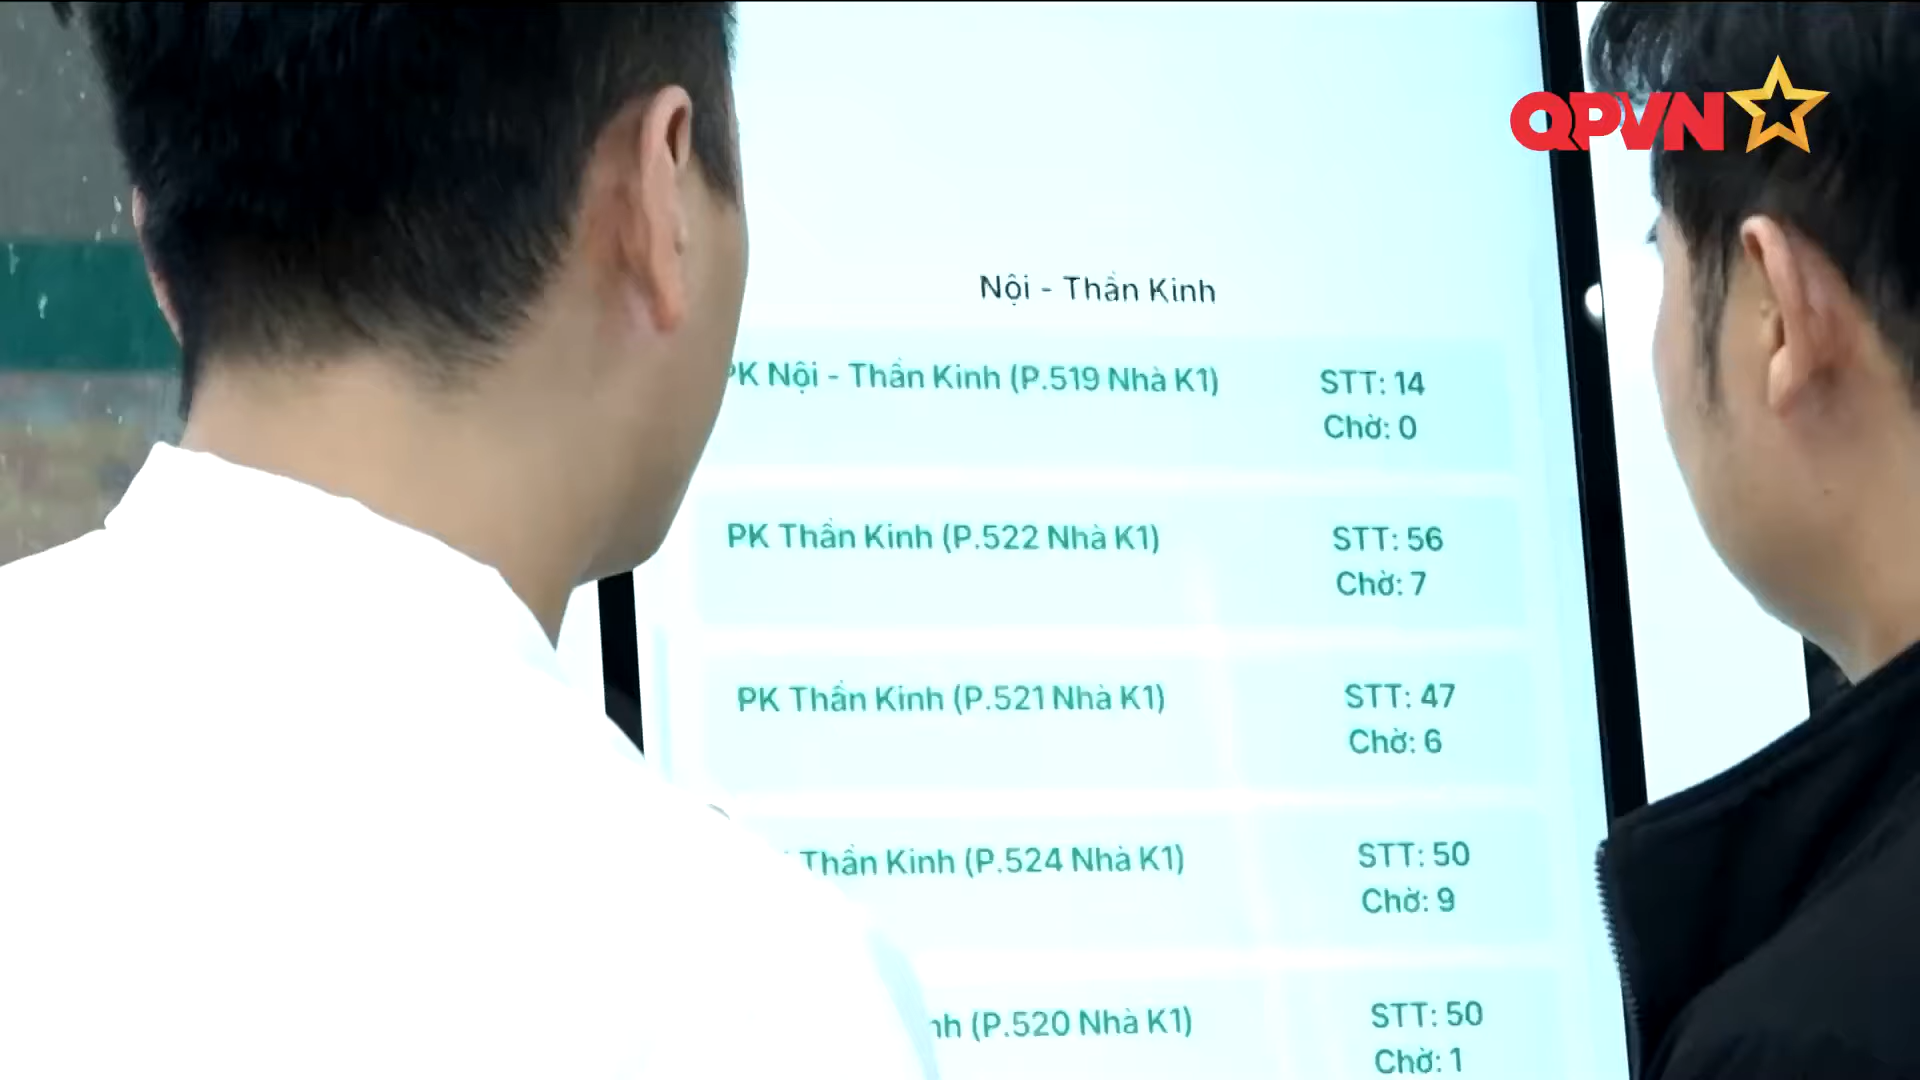 QPVN
Nội - Thần Kinh
PK Nội - Thần Kinh (P.519 Nhà K1)
STT: 14
Chờ: 0
PK Thần Kinh (P.522 Nhà K1)
STT: 56
Chờ: 7
PK Thần Kinh (P.521 Nhà K1)
STT: 47
Chờ: 6
Thần Kinh (P.524 Nhà K1)
STT: 50
Chờ: 9
(P.520 Nhà K1)
STT: 50
Chờ: 1